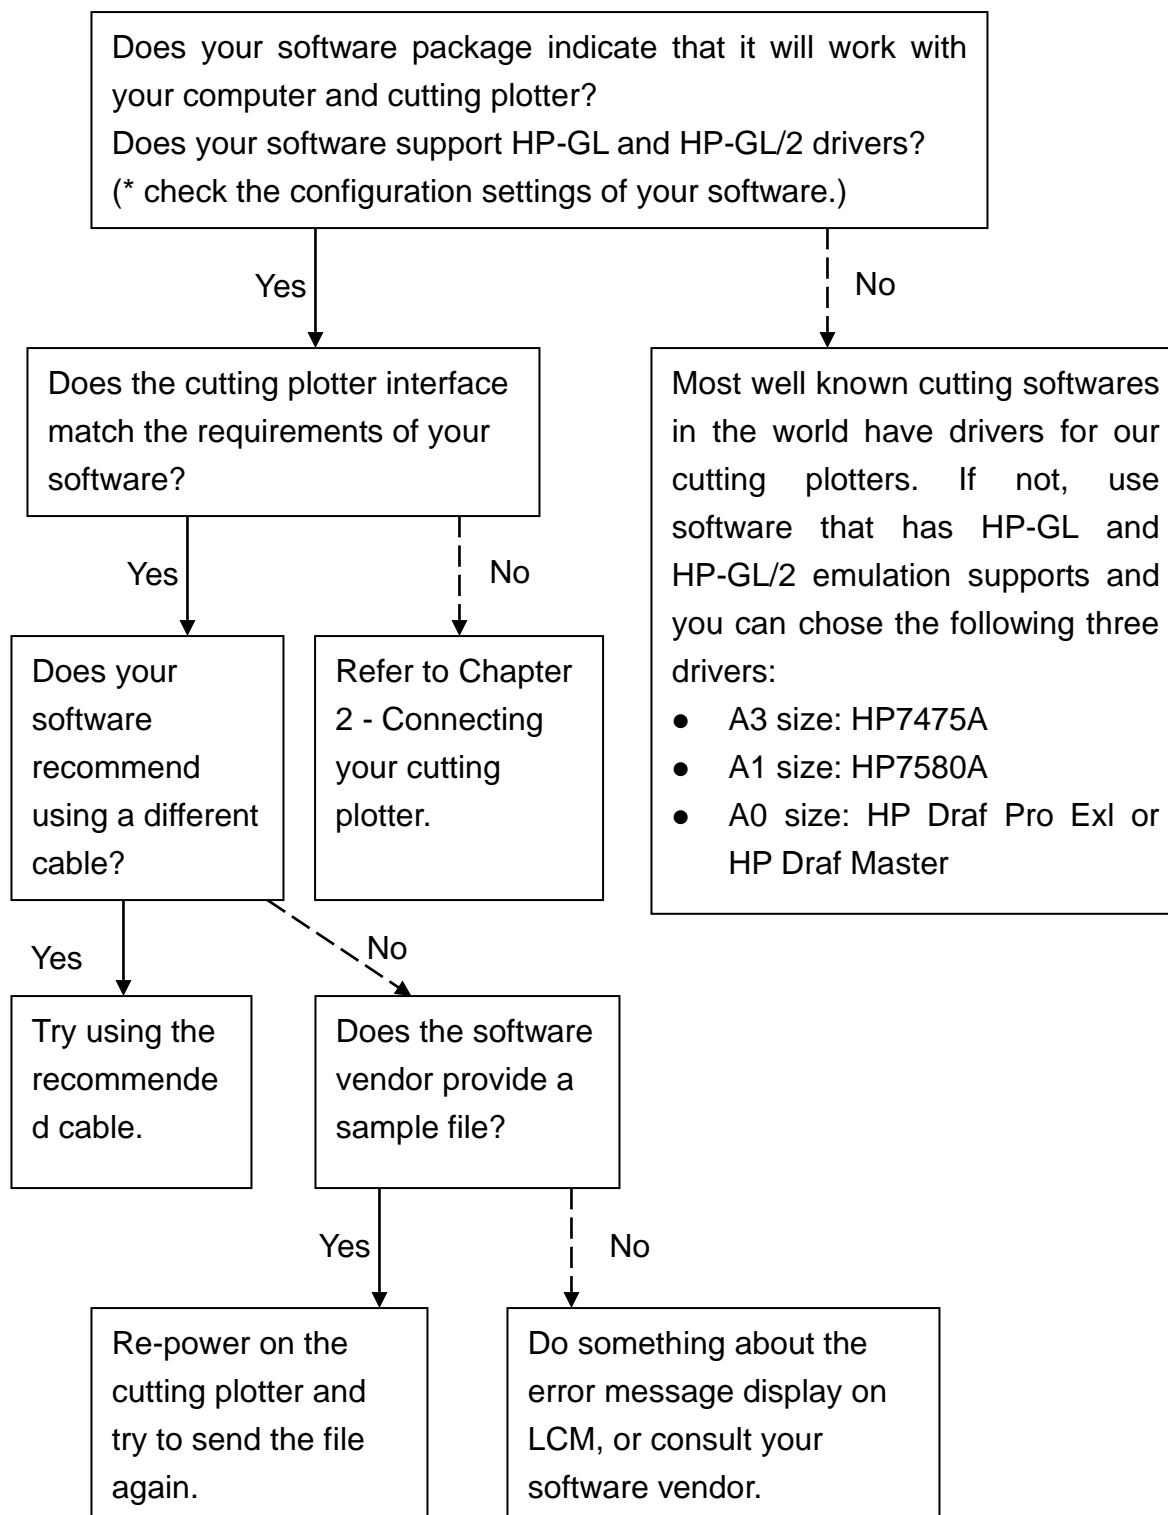 Does your software package indicate that it will work with
your computer and cutting plotter?
Does your software support HP-GL and HP-GL/2 drivers?
(* check the configuration settings of your software.)
Yes
No
Does the cutting plotter interface
match the requirements of your
software?
Most well known cutting softwares
in the world have drivers for our
cutting plotters. If not, use
software that has HP-GL and
HP-GL/2 emulation supports and
you can chose the following three
drivers:
● A3 size: HP7475A
● A1 size: HP7580A
● A0 size: HP Draf Pro Exl or
HP Draf Master
Yes
No
Does your
software
recommend
using a different
cable?
Refer to Chapter
2 - Connecting
your cutting
plotter.
Yes
No
Try using the
recommende
d cable.
Does the software
vendor provide a
sample file?
Yes
No
Re-power on the
cutting plotter and
try to send the file
again.
Do something about the
error message display on
LCM, or consult your
software vendor.